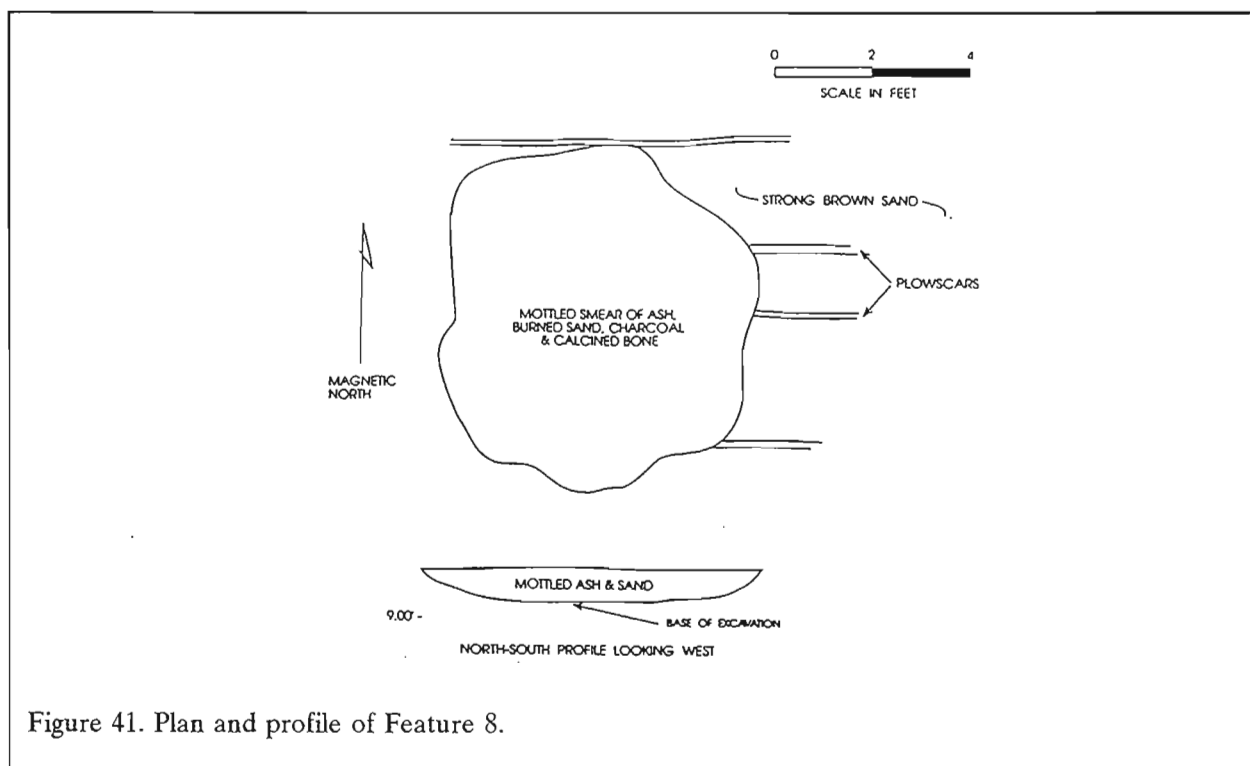 0 2 4
SCALE IN FEET
STRONG BROWN SAND
PLOWSCARS
MOTTLED SMEAR OF ASH,
BURNED SAND, CHARCOAL
& CALCINED BONE
MAGNETIC
NORTH
MOTTLED ASH & SAND
9.00' -
BASE OF EXCAVATION
NORTH-SOUTH PROFILE LOOKING WEST
Figure 41. Plan and profile of Feature 8.